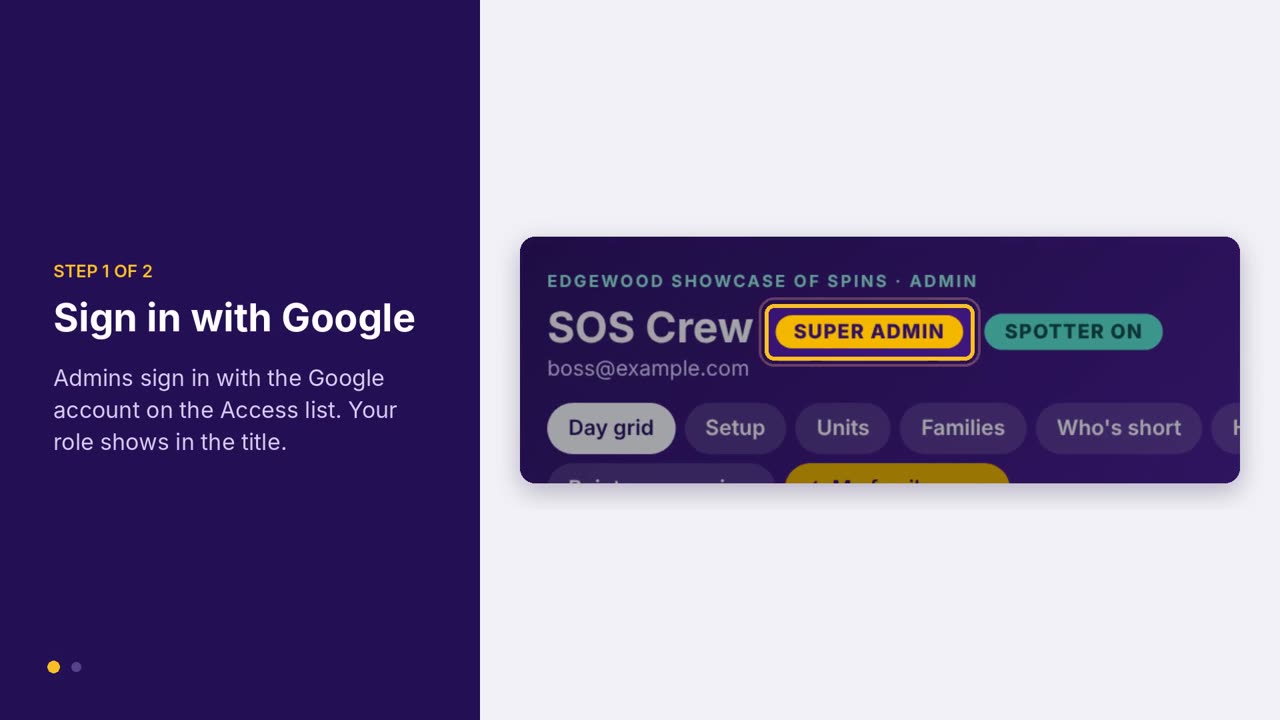 STEP 1 OF 2
Sign in with Google
Admins sign in with the Google
account on the Access list. Your
role shows in the title.
EDGEWOOD SHOWCASE OF SPINS · ADMIN
SOS Crew SUPER ADMIN SPOTTER ON
boss@example.com
Day grid Setup Units Families Who's short